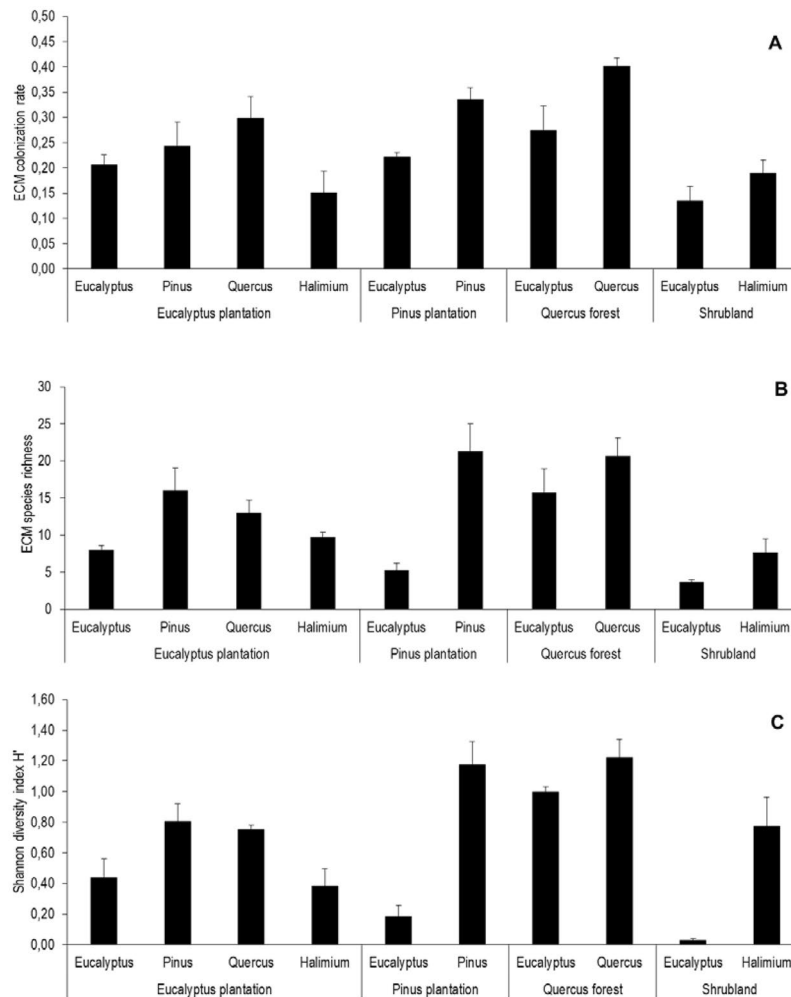 A
ECM colonization rate
0,50
0,45
0,40
0,35
0,30
0,25
0,20
0,15
0,10
0,05
0,00
Eucalyptus Pinus Quercus Halimium Eucalyptus Pinus Eucalyptus Quercus Eucalyptus Halimium
Eucalyptus plantation Pinus plantation Quercus forest Shrubland
B
ECM species richness
30
25
20
15
10
5
0
Eucalyptus Pinus Quercus Halimium Eucalyptus Pinus Eucalyptus Quercus Eucalyptus Halimium
Eucalyptus plantation Pinus plantation Quercus forest Shrubland
C
Shannon diversity index H'
1,60
1,40
1,20
1,00
0,80
0,60
0,40
0,20
0,00
Eucalyptus Pinus Quercus Halimium Eucalyptus Pinus Eucalyptus Quercus Eucalyptus Halimium
Eucalyptus plantation Pinus plantation Quercus forest Shrubland